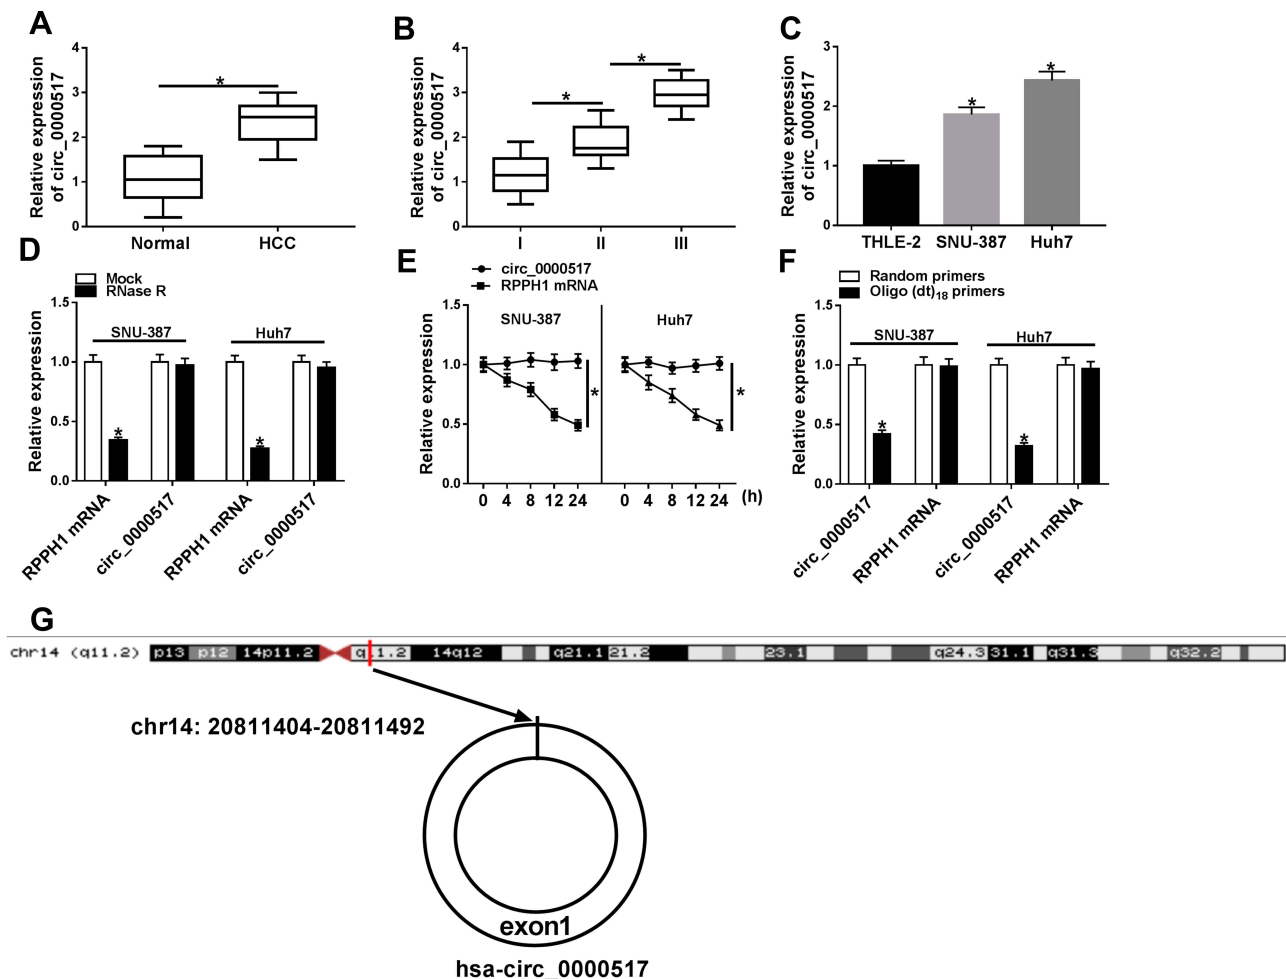 A
Relative expression
of circ_0000517
4
3
2
1
0
*
Normal
HCC
B
Relative expression
of circ_0000517
4
3
2
1
0
*
*
I
II
III
C
Relative expression
of circ_0000517
3
2
1
0
*
*
THLE-2
SNU-387
Huh7
D
Mock
RNase R
Relative expression
1.5
1.0
0.5
0.0
SNU-387
Huh7
*
*
RPPH1 mRNA
circ_0000517
RPPH1 mRNA
circ_0000517
E
circ_0000517
RPPH1 mRNA
Relative expression
1.5
1.0
0.5
0.0
SNU-387
Huh7
*
*
0 4 8 12 24
0 4 8 12 24 (h)
F
Random primers
Oligo (dt)18 primers
Relative expression
1.5
1.0
0.5
0.0
SNU-387
Huh7
*
*
circ_0000517
RPPH1 mRNA
circ_0000517
RPPH1 mRNA
G
chr14 (q11.2) p13 p12 14p11.2 q11.2 14q12 q21.1 21.2 23.1 q24.3 31.1 q31.3 q32.2
chr14: 20811404-20811492
exon1
hsa-circ_0000517